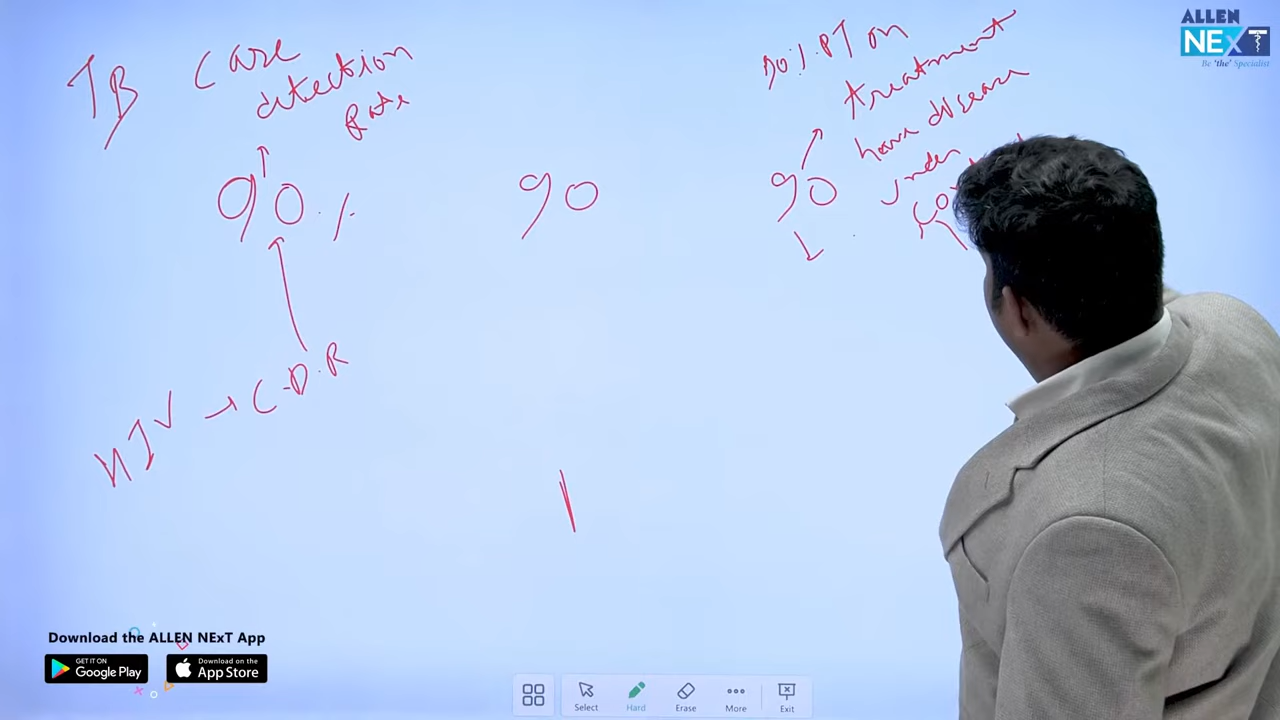 TB Case
detection
Rate
90 %
HIV → C.D.R
90
90 %. PT on
treatment
have disease
under
90
ALLEN
NExT
Be 'the' Specialist
Download the ALLEN NExT App
GET IT ON
Google Play
Download on the
App Store
Select
Hard
Erase
More
Exit